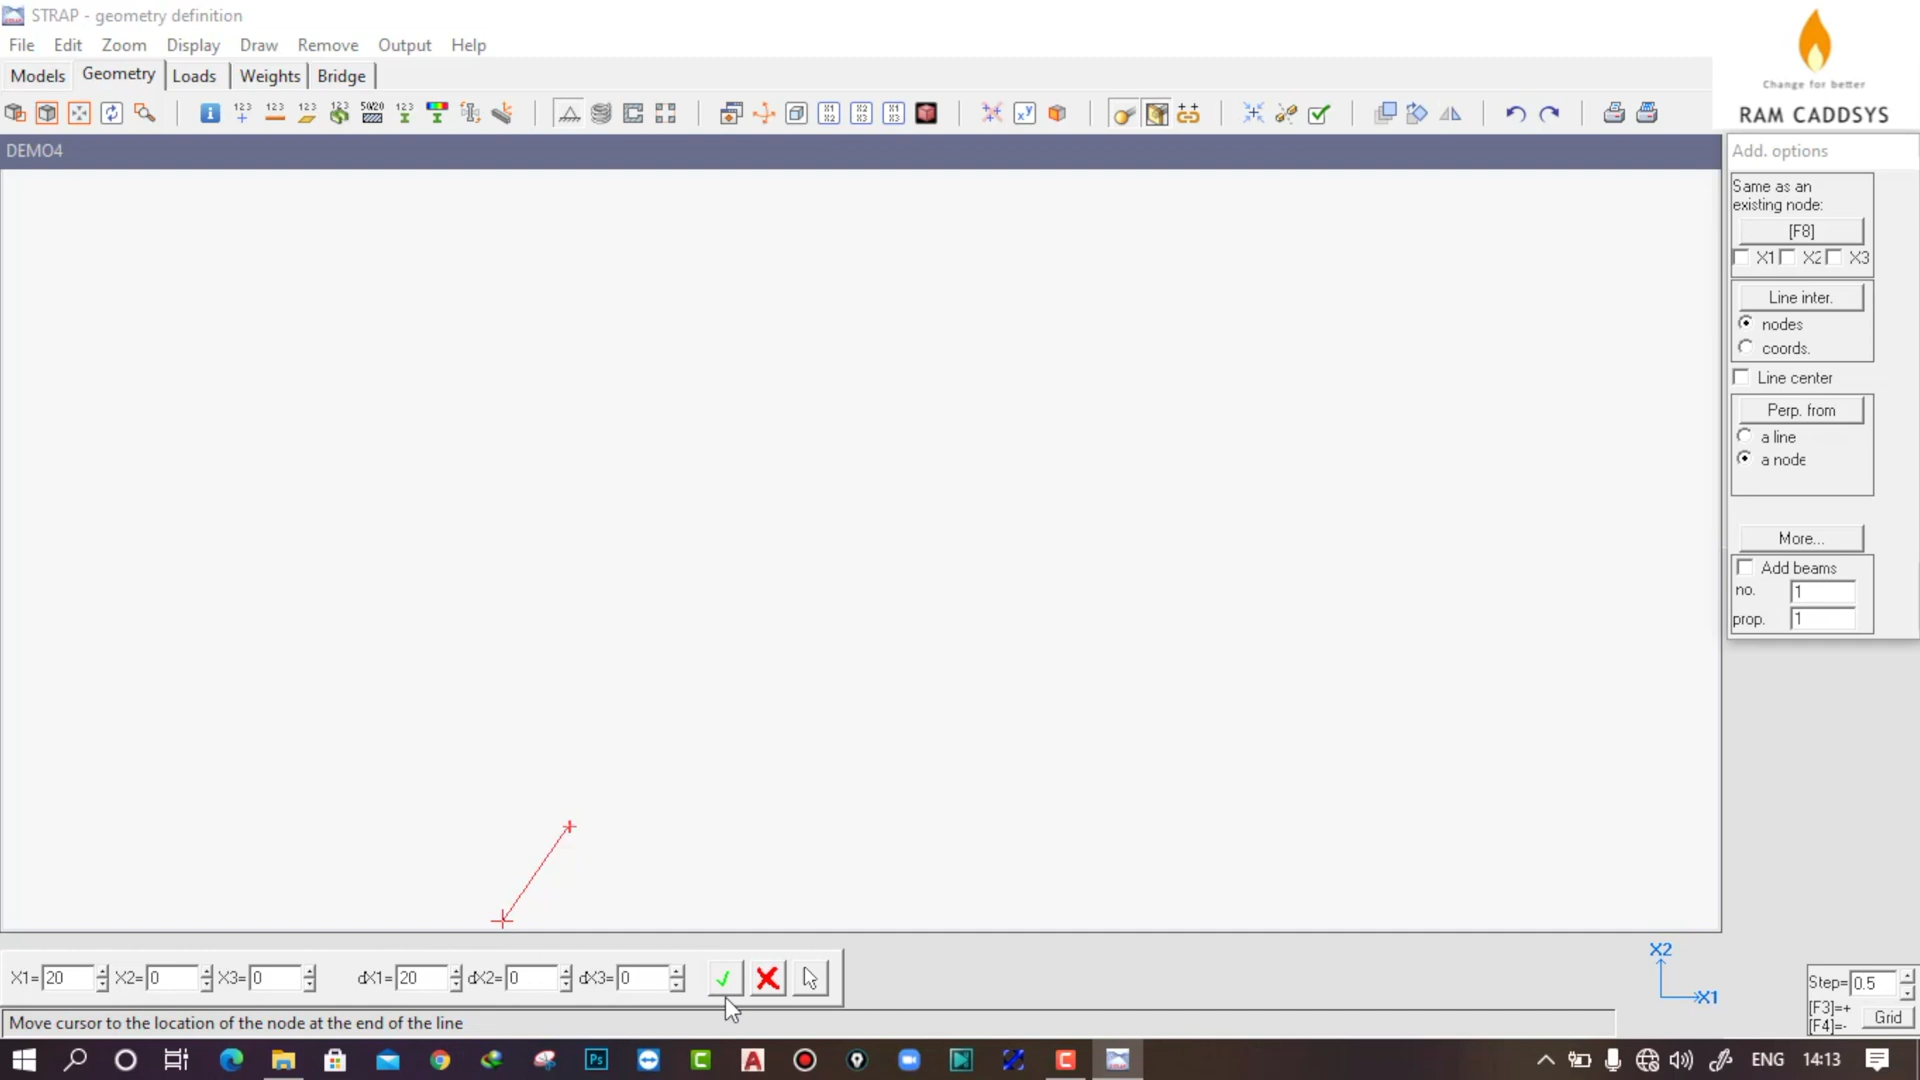 STRAP - geometry definition
File Edit Zoom Display Draw Remove Output Help
Models Geometry Loads Weights Bridge
Change for better
RAM CADDSYS
DEMO4
Add. options
Same as an
existing node:
[F8]
X1 X2 X3
Line inter.
nodes
coords.
Line center
Perp. from
a line
a node
More...
Add beams
no. 1
prop. 1
X2
X1
X1= 20 X2= 0 X3= 0 dX1= 20 dX2= 0 dX3= 0
Step= 0.5
[F3]=+
[F4]=-
Grid
Move cursor to the location of the node at the end of the line
ENG 14:13